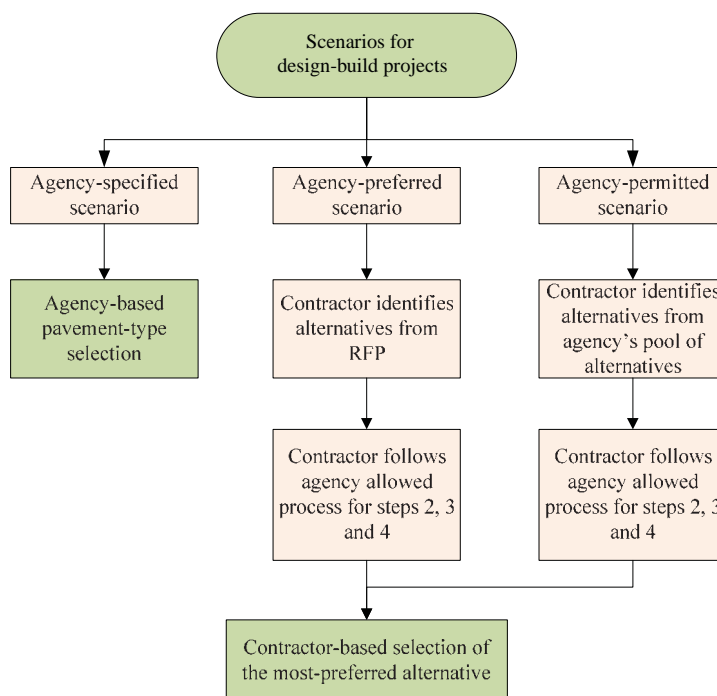 Scenarios for
design-build projects
Agency-specified
scenario
Agency-preferred
scenario
Agency-permitted
scenario
Agency-based
pavement-type
selection
Contractor identifies
alternatives from
RFP
Contractor identifies
alternatives from
agency’s pool of
alternatives
Contractor follows
agency allowed
process for steps 2, 3
and 4
Contractor follows
agency allowed
process for steps 2, 3
and 4
Contractor-based selection of
the most-preferred alternative